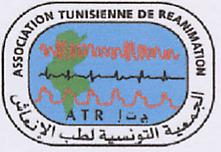 ASSOCIATION TUNISIENNE DE REANIMATION
ATR
الجمعية التونسية لطب الإنعاش